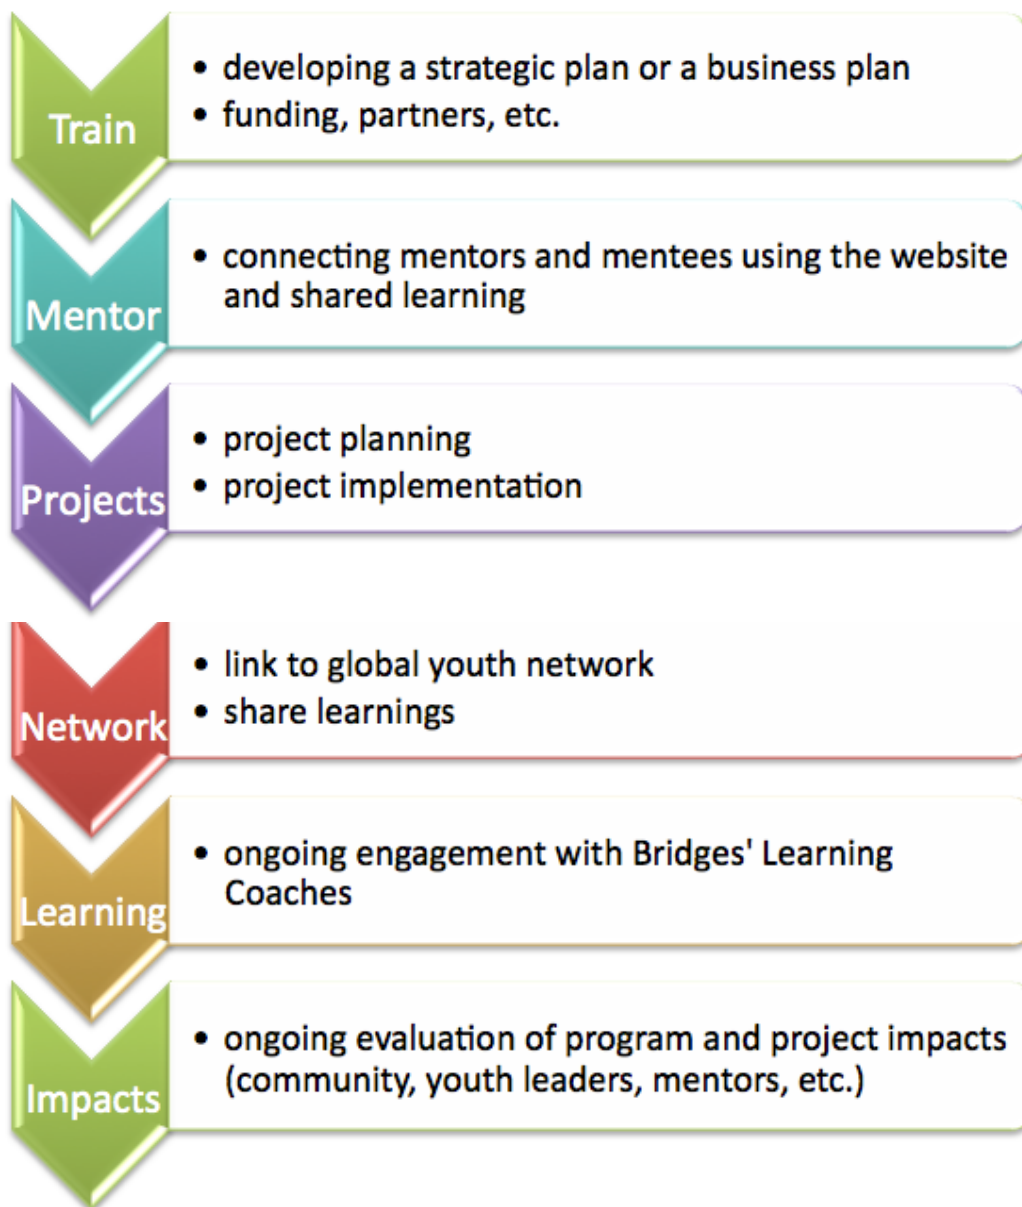 Train
• developing a strategic plan or a business plan
• funding, partners, etc.
Mentor
• connecting mentors and mentees using the website
and shared learning
Projects
• project planning
• project implementation
Network
• link to global youth network
• share learnings
Learning
• ongoing engagement with Bridges' Learning
Coaches
Impacts
• ongoing evaluation of program and project impacts
(community, youth leaders, mentors, etc.)